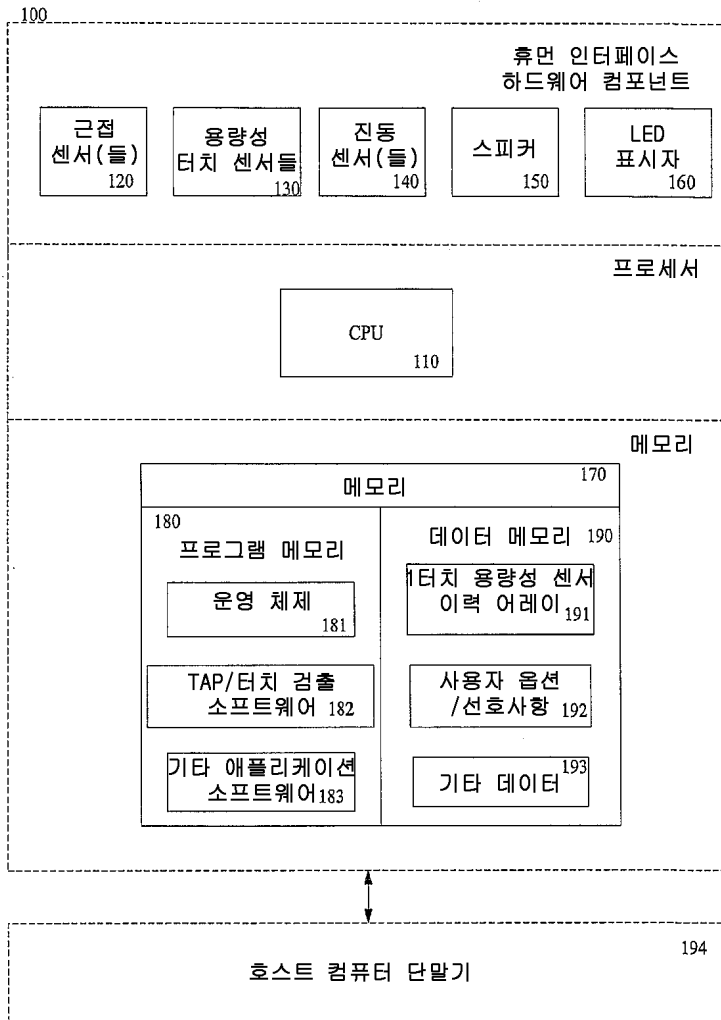 100
휴먼 인터페이스
하드웨어 컴포넌트
근접
센서(들)
120
용량성
터치 센서들
130
진동
센서(들)
140
스피커
150
LED
표시자
160
프로세서
CPU
110
메모리
메모리
170
180
프로그램 메모리
운영 체제
181
TAP/터치 검출
소프트웨어 182
기타 애플리케이션
소프트웨어183
데이터 메모리 190
터치 용량성 센서
이력 어레이 191
사용자 옵션
/선호사항 192
193
기타 데이터
194
호스트 컴퓨터 단말기